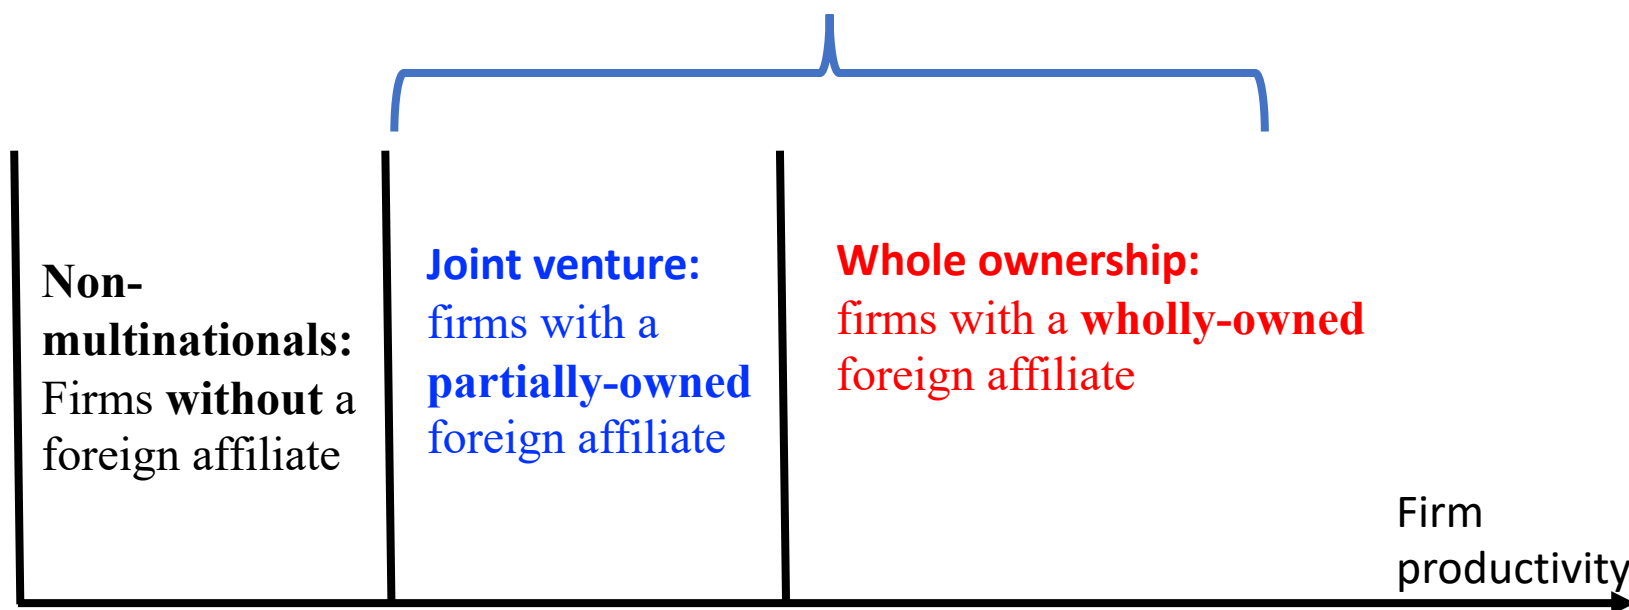 Non-
multinationals:
Firms without a
foreign affiliate
Joint venture:
firms with a
partially-owned
foreign affiliate
Whole ownership:
firms with a wholly-owned
foreign affiliate
Firm
productivity